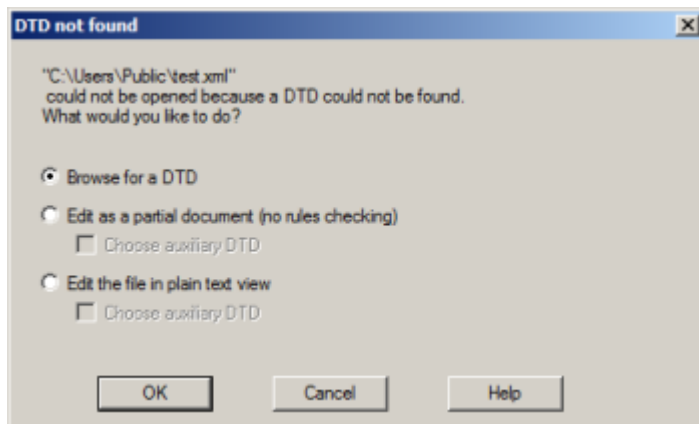 DTD not found
"C:\Users\Public\test.xml"
could not be opened because a DTD could not be found.
What would you like to do?
Browse for a DTD
Edit as a partial document (no rules checking)
Choose auxiliary DTD
Edit the file in plain text view
Choose auxiliary DTD
OK Cancel Help